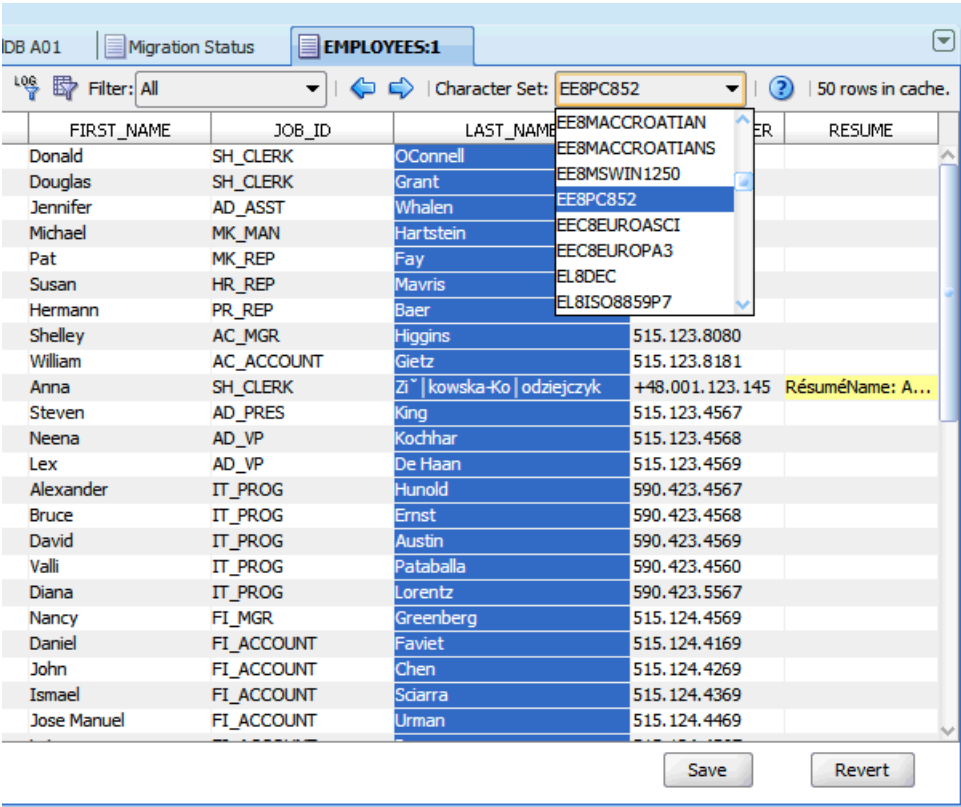 DB A01 Migration Status EMPLOYEES:1
LOG Filter: All Character Set: EE8PC852 ? 50 rows in cache.
FIRST_NAME JOB_ID LAST_NAME ER RESUME
EE8MACCROATIAN
EE8MACCROATIANS
EE8MSWIN1250
EE8PC852
EEC8EUROASCI
EEC8EUROPA3
EL8DEC
EL8ISO8859P7
Donald SH_CLERK OConnell
Douglas SH_CLERK Grant
Jennifer AD_ASST Whalen
Michael MK_MAN Hartstein
Pat MK_REP Fay
Susan HR_REP Mavris
Hermann PR_REP Baer
Shelley AC_MGR Higgins 515.123.8080
William AC_ACCOUNT Gietz 515.123.8181
Anna SH_CLERK Ziˇ|kowska-Ko|odziejczyk +48.001.123.145 RésuméName: A...
Steven AD_PRES King 515.123.4567
Neena AD_VP Kochhar 515.123.4568
Lex AD_VP De Haan 515.123.4569
Alexander IT_PROG Hunold 590.423.4567
Bruce IT_PROG Ernst 590.423.4568
David IT_PROG Austin 590.423.4569
Valli IT_PROG Pataballa 590.423.4560
Diana IT_PROG Lorentz 590.423.5567
Nancy FI_MGR Greenberg 515.124.4569
Daniel FI_ACCOUNT Faviet 515.124.4169
John FI_ACCOUNT Chen 515.124.4269
Ismael FI_ACCOUNT Sciarra 515.124.4369
Jose Manuel FI_ACCOUNT Urman 515.124.4469
Save Revert